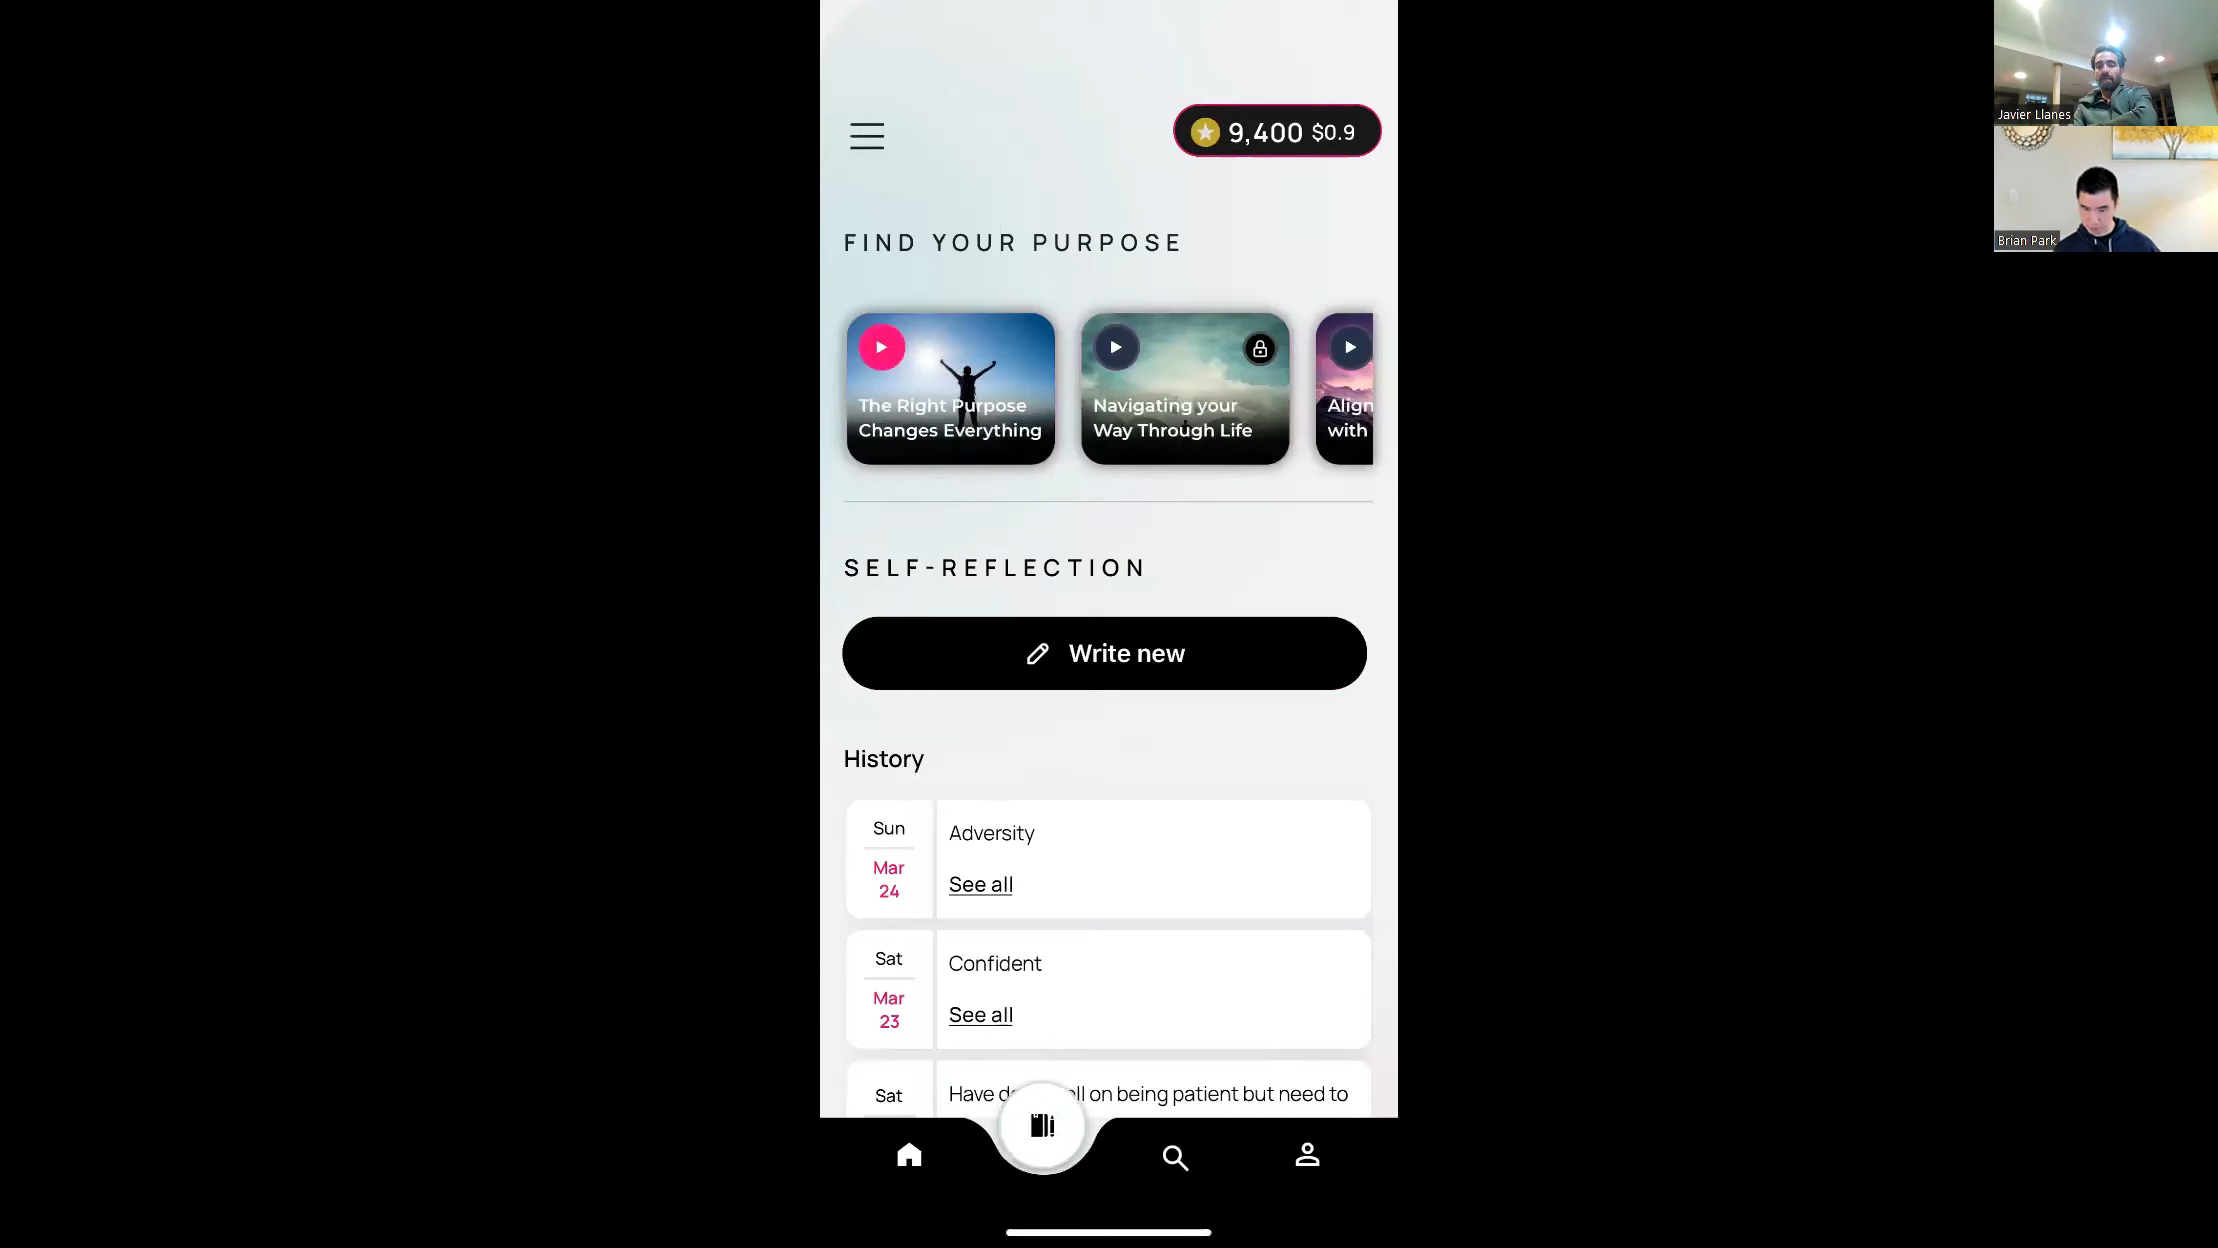 9,400 $0.9
FIND YOUR PURPOSE
The Right Purpose
Changes Everything
Navigating your
Way Through Life
Align
with
SELF-REFLECTION
Write new
History
Sun
Mar
24
Adversity
See all
Sat
Mar
23
Confident
See all
Sat
Have on being patient but need to
Javier Llanes
Brian Park